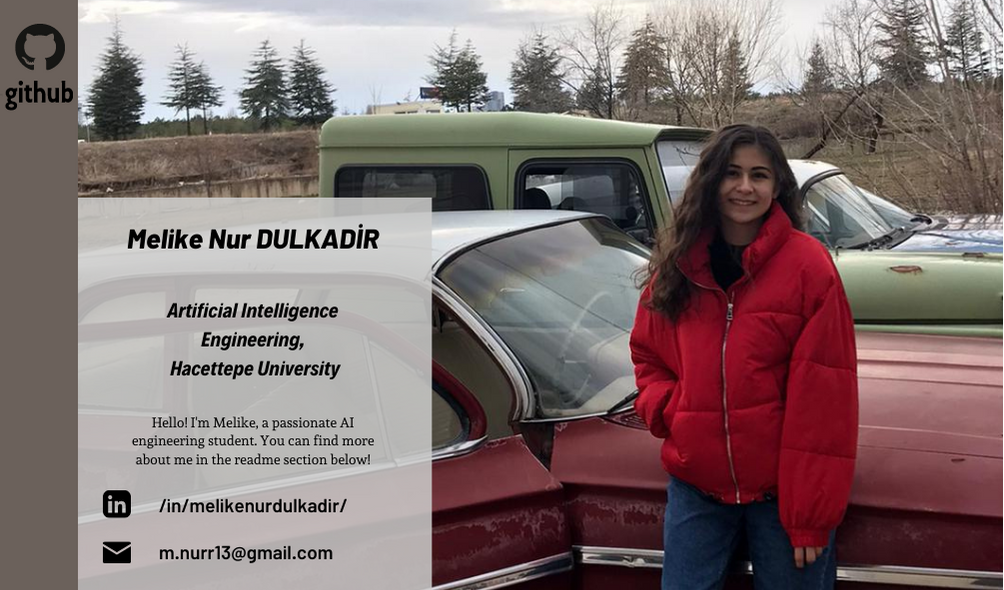 github
Melike Nur DULKADİR
Artificial Intelligence
Engineering,
Hacettepe University
Hello! I'm Melike, a passionate AI
engineering student. You can find more
about me in the readme section below!
in
/in/melikenurdulkadir/
m.nurr13@gmail.com